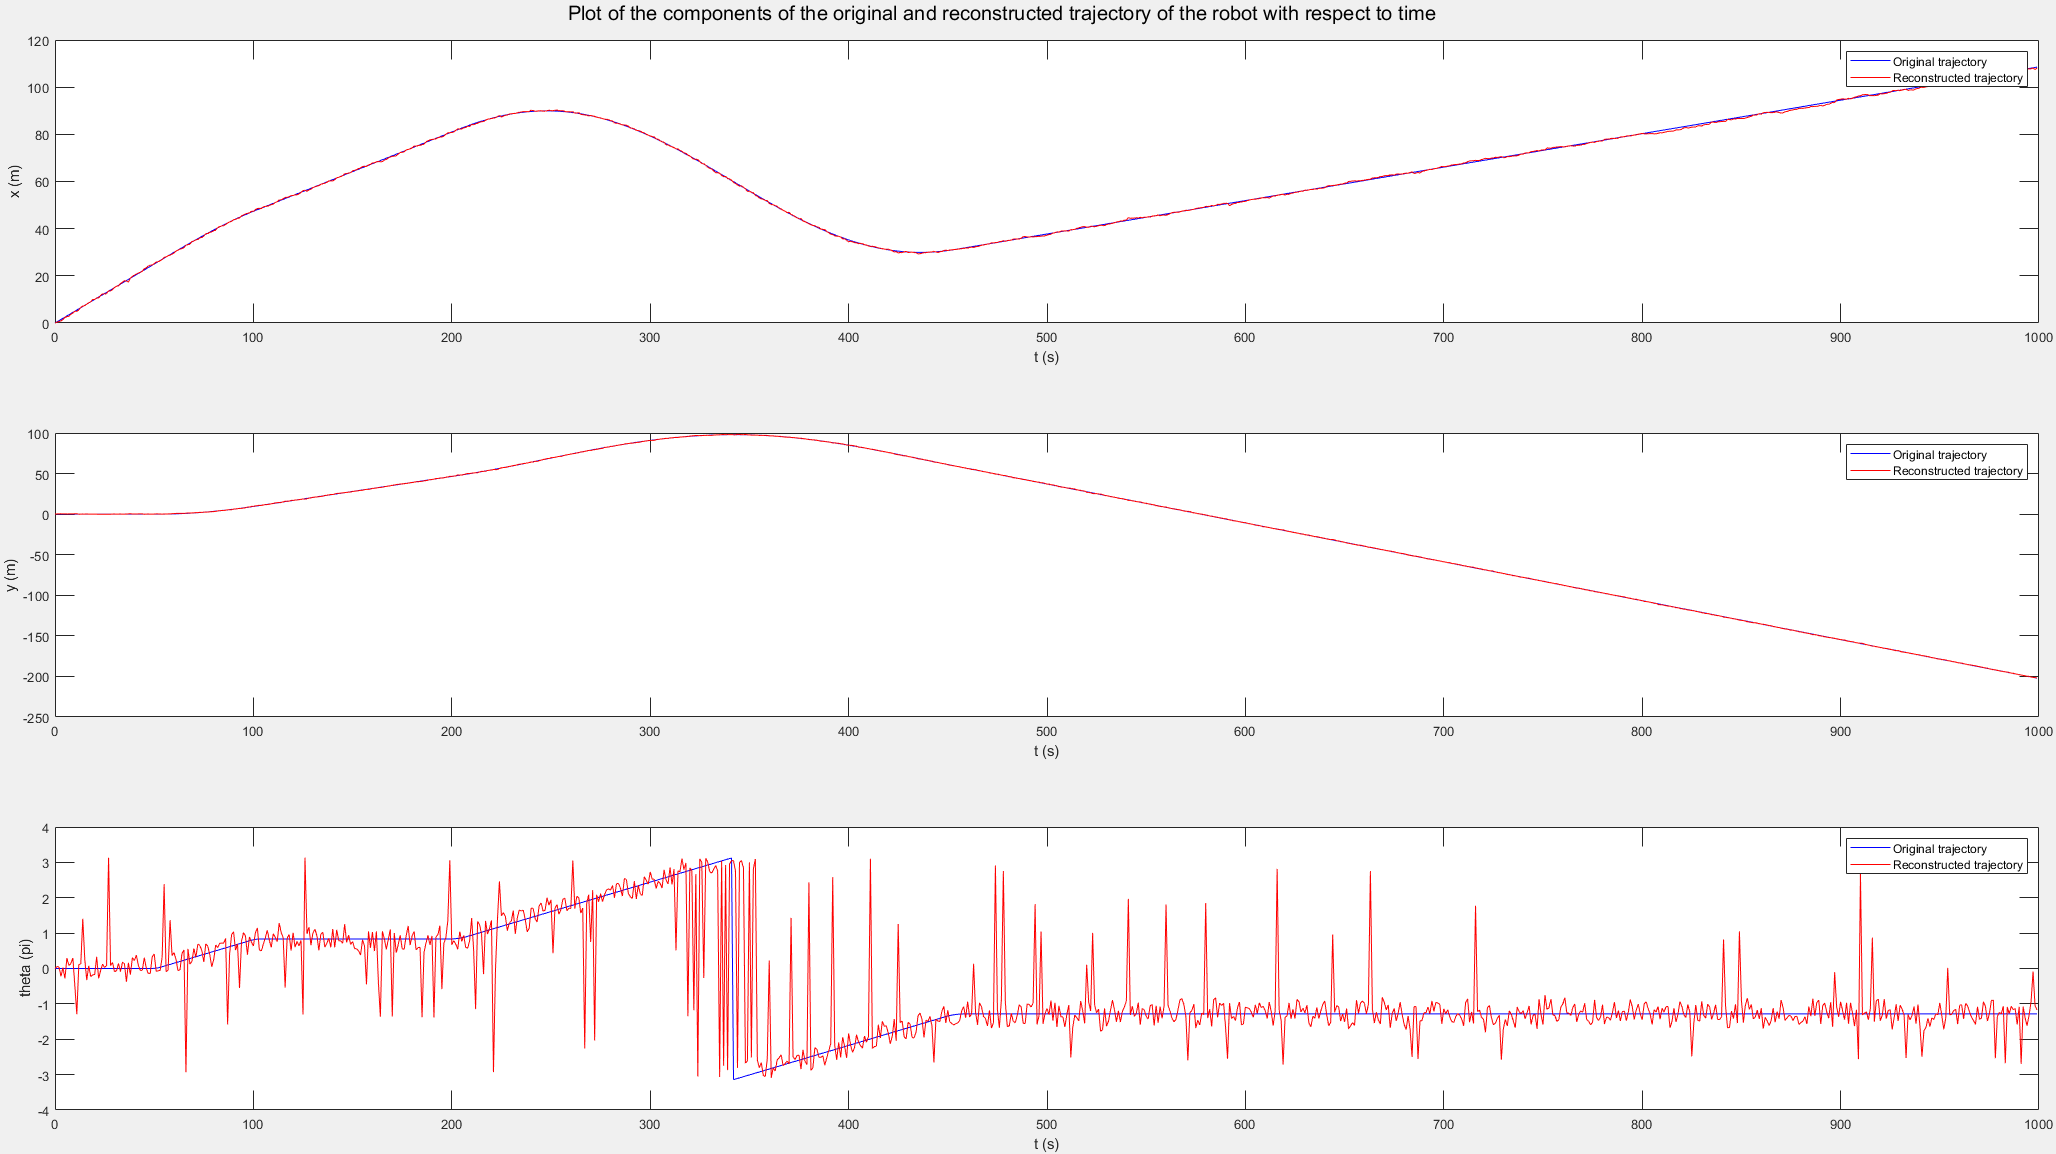 Plot of the components of the original and reconstructed trajectory of the robot with respect to time
120
100
80
60
40
20
0
x (m)
Original trajectory
Reconstructed trajectory
0 100 200 300 400 500 600 700 800 900 1000
t (s)
100
50
0
-50
-100
-150
-200
-250
y (m)
Original trajectory
Reconstructed trajectory
0 100 200 300 400 500 600 700 800 900 1000
t (s)
4
3
2
1
0
-1
-2
-3
-4
theta (pi)
Original trajectory
Reconstructed trajectory
0 100 200 300 400 500 600 700 800 900 1000
t (s)